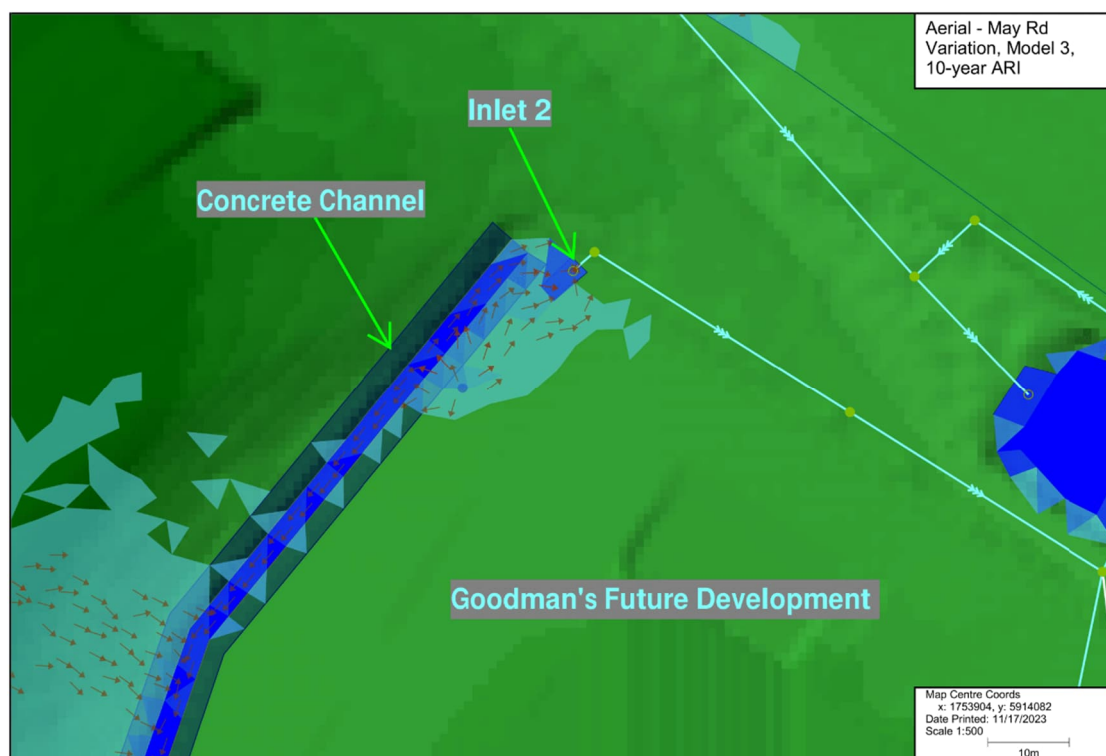 Aerial - May Rd
Variation, Model 3,
10-year ARI
Inlet 2
Concrete Channel
Goodman's Future Development
Map Centre Coords
x: 1753904, y: 5914082
Date Printed: 11/17/2023
Scale 1:500
10m